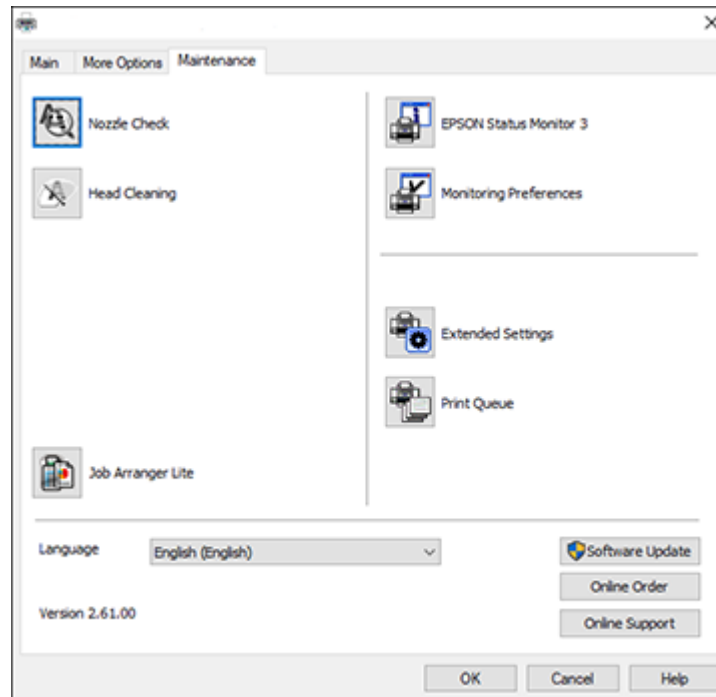 Main More Options Maintenance
Nozzle Check
Head Cleaning
Job Arranger Lite
EPSON Status Monitor 3
Monitoring Preferences
Extended Settings
Print Queue
Language English (English)
Version 2.61.00
Software Update
Online Order
Online Support
OK Cancel Help